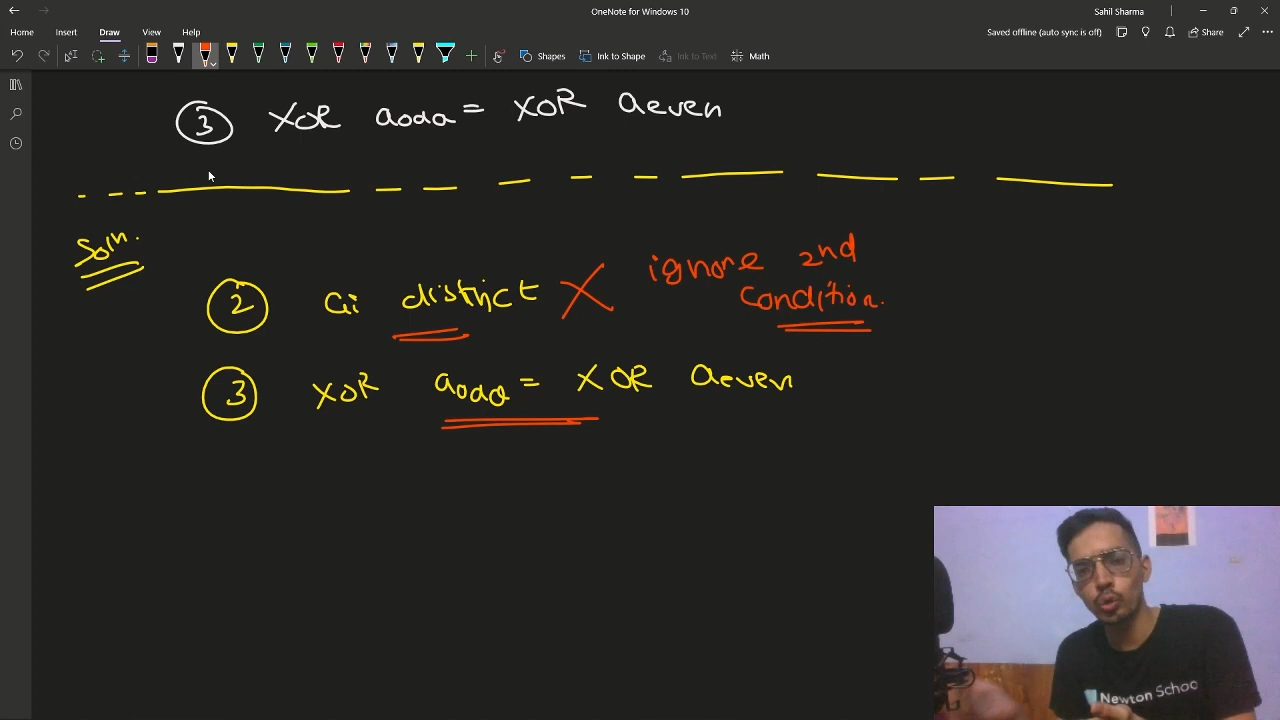 OneNote for Windows 10
Sahil Sharma
Home Insert Draw View Help
Saved offline (auto sync is off)
Share
Shapes
Ink to Shape
Ink to Text
Math
3 XOR aodd = XOR aeven
Soln.
2 ai distinct X ignore 2nd
condition.
3 XOR aodd = XOR aeven
Newton Schoo